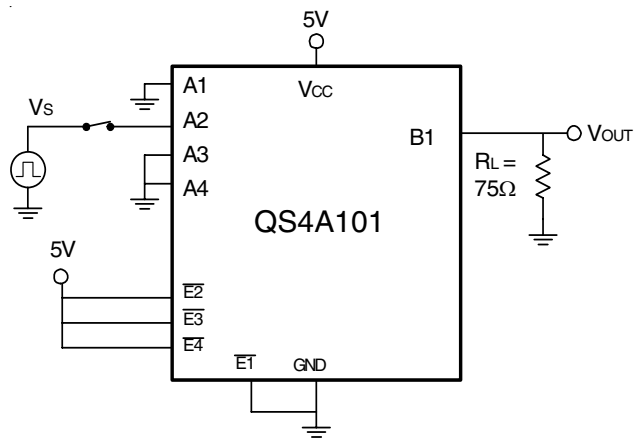 5V
VCC
A1
VS
A2
B1
VOUT
A3
RL =
75Ω
A4
QS4A101
5V
E2
E3
E4
E1
GND